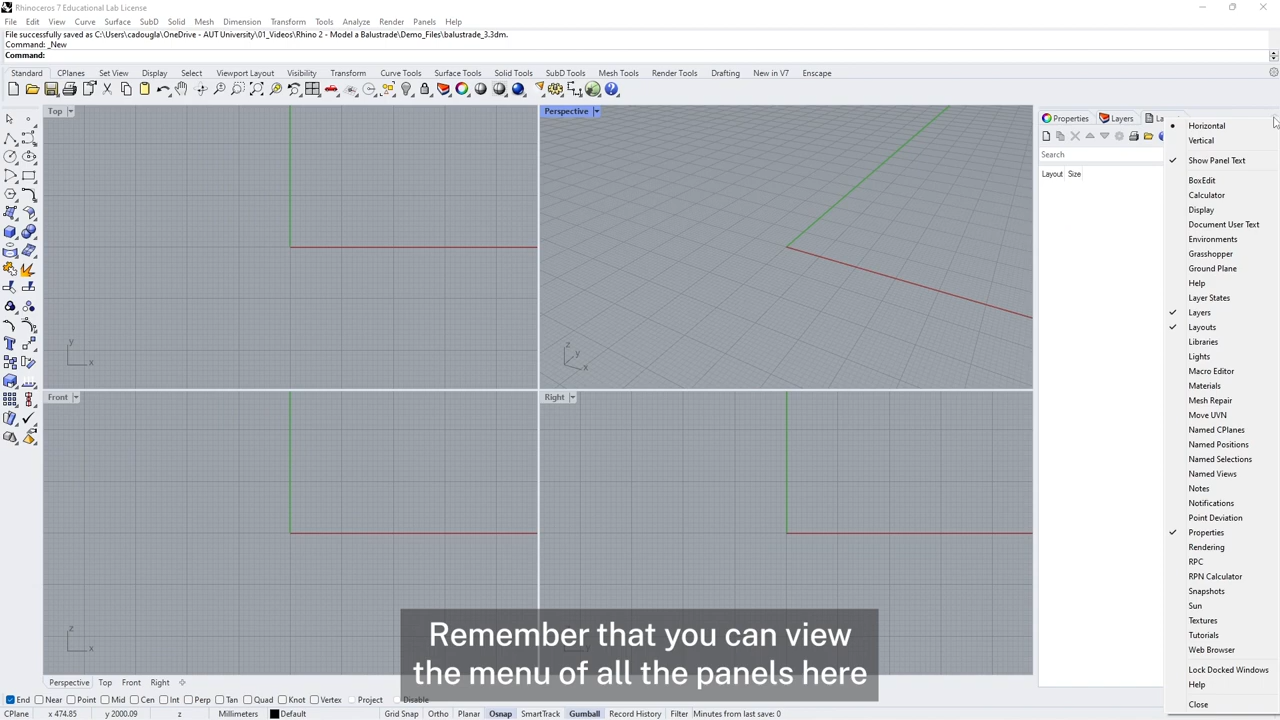 Rhinoceros 7 Educational Lab License
File Edit View Curve Surface SubD Solid Mesh Dimension Transform Tools Analyze Render Panels Help
File successfully saved as C:\Users\cadougla\OneDrive - AUT University\01_Videos\Rhino 2 - Model a Balustrade\Demo_Files\balustrade_3.3dm.
Command: _New
Command:
Standard CPlanes Set View Display Select Viewport Layout Visibility Transform Curve Tools Surface Tools Solid Tools SubD Tools Mesh Tools Render Tools Drafting New in V7 Enscape
Top
Perspective
Properties Layers La
Search
Layout Size
Horizontal
Vertical
Show Panel Text
BoxEdit
Calculator
Display
Document User Text
Environments
Grasshopper
Ground Plane
Help
Layer States
Layers
Layouts
Libraries
Lights
Macro Editor
Materials
Mesh Repair
Move UVN
Named CPlanes
Named Positions
Named Selections
Named Views
Notes
Notifications
Point Deviation
Properties
Rendering
RPC
RPN Calculator
Snapshots
Sun
Textures
Tutorials
Web Browser
Lock Docked Windows
Help
Close
y
x
z
y
x
Front
Right
z
x
z
Remember that you can view
the menu of all the panels here
Perspective Top Front Right
End Near Point Mid Cen Int Perp Tan Quad Knot Vertex Project Disable
CPlane x 474.85 y 2000.09 z Millimeters Default Grid Snap Ortho Planar Osnap SmartTrack Gumball Record History Filter Minutes from last save: 0